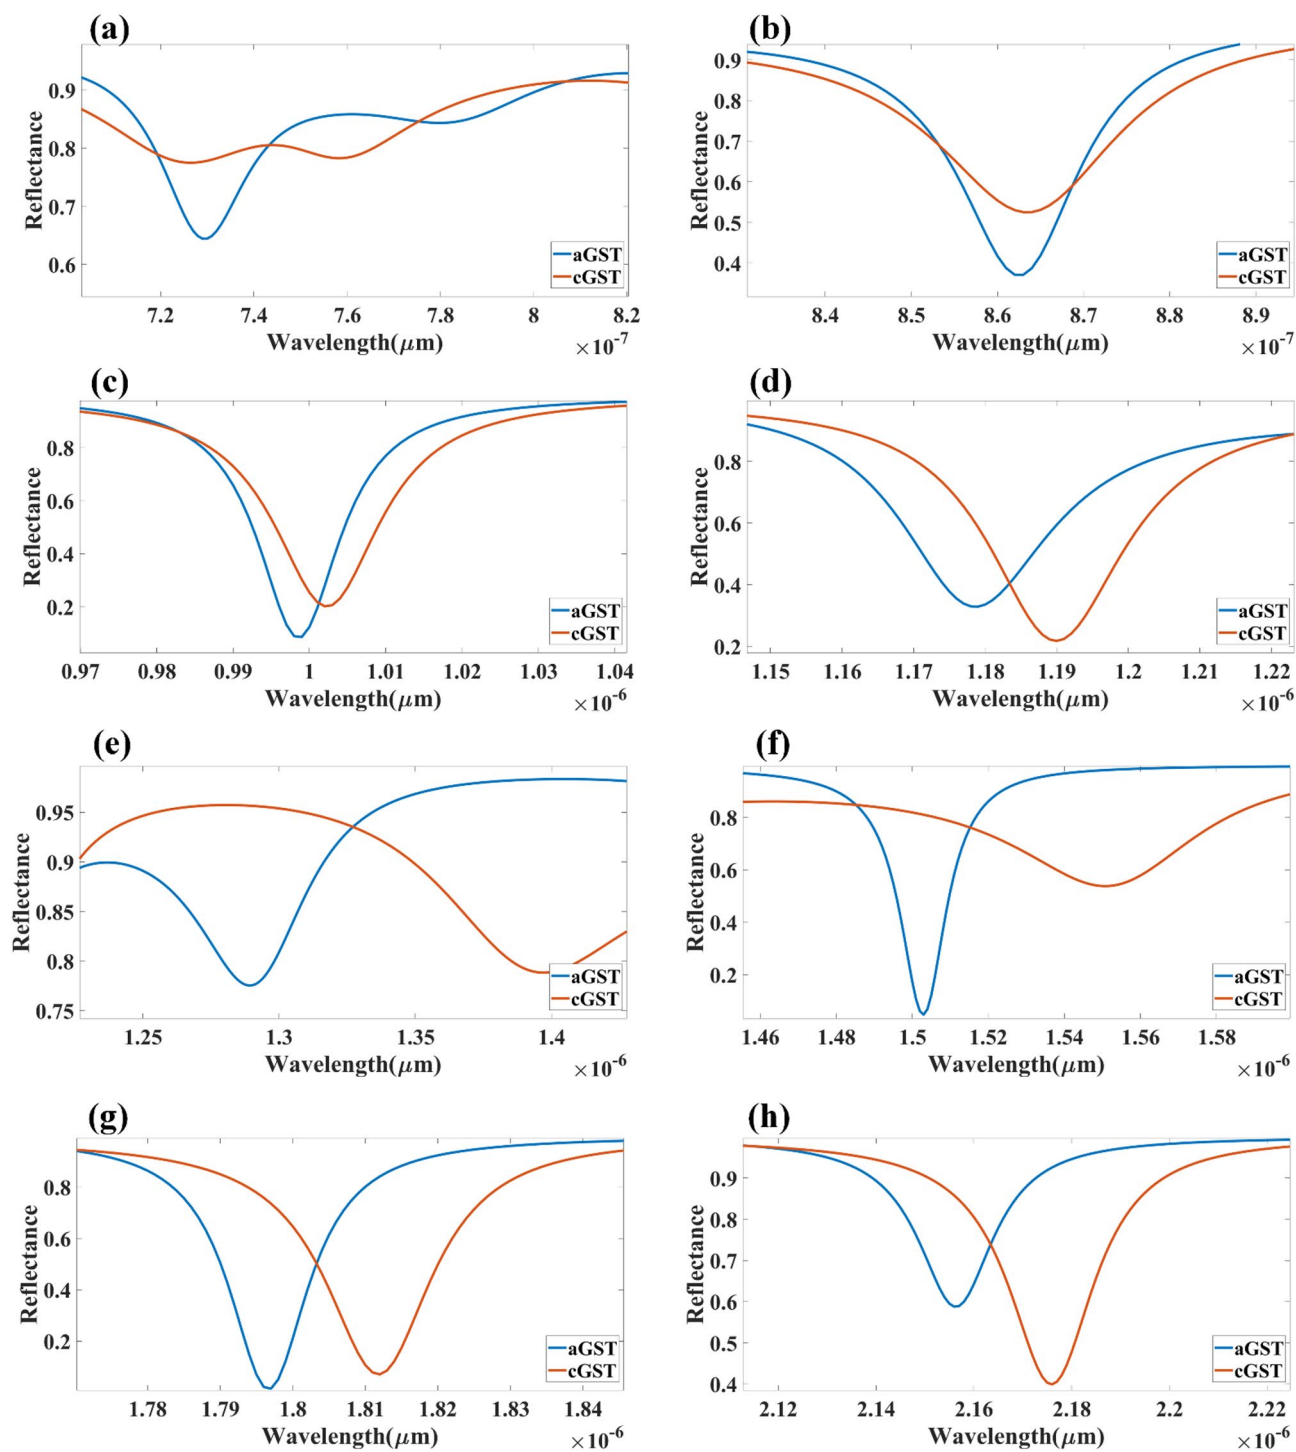 (a)
Reflectance
0.9
0.8
0.7
0.6
aGST
cGST
7.2 7.4 7.6 7.8 8 8.2
Wavelength(μm) ×10-7
(b)
Reflectance
0.9
0.8
0.7
0.6
0.5
0.4
aGST
cGST
8.4 8.5 8.6 8.7 8.8 8.9
Wavelength(μm) ×10-7
(c)
Reflectance
0.8
0.6
0.4
0.2
aGST
cGST
0.97 0.98 0.99 1 1.01 1.02 1.03 1.04
Wavelength(μm) ×10-6
(d)
Reflectance
0.8
0.6
0.4
0.2
aGST
cGST
1.15 1.16 1.17 1.18 1.19 1.2 1.21 1.22
Wavelength(μm) ×10-6
(e)
Reflectance
0.95
0.9
0.85
0.8
0.75
aGST
cGST
1.25 1.3 1.35 1.4
Wavelength(μm) ×10-6
(f)
Reflectance
0.8
0.6
0.4
0.2
aGST
cGST
1.46 1.48 1.5 1.52 1.54 1.56 1.58
Wavelength(μm) ×10-6
(g)
Reflectance
0.8
0.6
0.4
0.2
aGST
cGST
1.78 1.79 1.8 1.81 1.82 1.83 1.84
Wavelength(μm) ×10-6
(h)
Reflectance
0.9
0.8
0.7
0.6
0.5
0.4
aGST
cGST
2.12 2.14 2.16 2.18 2.2 2.22
Wavelength(μm) ×10-6